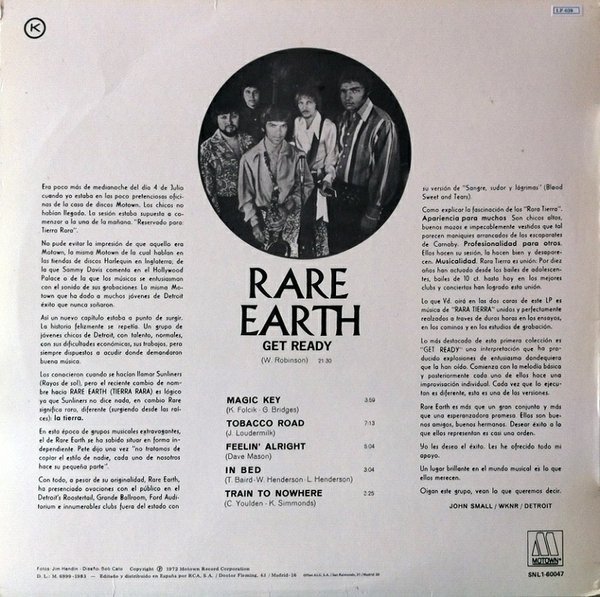 K
LP 639
Era poco más de medianoche del día 4 de Julio
cuando yo estaba en las poco pretenciosas ofici-
nas de la casa de discos Motown. Los chicos no
habían llegado. La sesión estaba supuesta a co-
menzar a la una de la mañana. "Reservado para
Tierra Rara".
No pude evitar la impresión de que aquello era
Motown, la misma Motown de la cual hablan en
las tiendas de discos Harlequin en Inglaterra; de
la que Sammy Davis comenta en el Hollywood
Palace o de la que los músicos se entusiasman
con el sonido de sus grabaciones. La misma Mo-
town que ha dado a muchos jóvenes de Detroit
éxito que nunca soñaron.
Así un nuevo capítulo estaba a punto de surgir.
La historia felizmente se repetía. Un grupo de
jóvenes chicos de Detroit, con talento, normales,
con sus dificultades económicas, sus trabajos, pero
siempre dispuestos a acudir donde demandaran
buena música.
Los conocieron cuando se hacían llamar Sunliners
(Rayos de sol), pero el reciente cambio de nom-
bre hacia RARE EARTH (TIERRA RARA) es lógico
ya que Sunliners no dice nada, en cambio Rare
significa raro, diferente (surgiendo desde las raí-
ces): la tierra.
En esta época de grupos musicales extravagantes,
el de Rare Earth se ha sabido situar en forma in-
dependiente. Pete dijo una vez "no tratamos de
copiar el estilo de nadie, cada uno de nosotros
hace su pequeña parte".
Con todo, a pesar de su originalidad, Rare Earth,
ha presenciado ovaciones con el público en el
Detroit's Roostertail, Grande Ballroom, Ford Audi-
torium e innumerables clubs fuera del estado con
RARE
EARTH
GET READY
(W. Robinson) 21:30
MAGIC KEY 3:59
(K. Folcik - G. Bridges)
TOBACCO ROAD 7:13
(J. Loudermilk)
FEELIN' ALRIGHT 5:04
(Dave Mason)
IN BED 3:04
(T. Baird - W. Henderson - L. Henderson)
TRAIN TO NOWHERE 2:25
(C. Youlden - K. Simmonds)
su versión de "Sangre, sudor y lágrimas" (Blood
Sweet and Tears).
Como explicar la fascinación de los "Rara Tierra".
Apariencia para muchos. Son chicos altos,
buenos mozos e impecablemente vestidos que tal
parecen maniquíes arrancados de los escaparates
de Carnaby. Profesionalidad para otros.
Ellos hacen su sesión, la hacen bien y desapare-
cen. Musicalidad. Rara Tierra es unión: Por diez
años han actuado desde los bailes de adolescen-
tes, bailes de 10 ct. hasta hoy en los mejores
clubs y conciertos han logrado esta unión.
Lo que Vd. oirá en las dos caras de este LP es
música de "RARA TIERRA" unidos y perfectamente
realizados a traves de duras horas en los ensayos,
en los caminos y en los estudios de grabación.
Lo más destacado de esta primera colección es
"GET READY" una interpretación que ha pro-
ducido explosiones de entusiasmo dondequiera
que la han oído. Comienza con la melodía básica
y posteriormente cada uno de ellos hace una
improvisación individual. Cada vez que lo ejecu-
tan es diferente, esta es una de las versiones.
Rare Earth es más que un gran conjunto y más
que una esperanzadora promesa. Ellos son bue-
nos amigos, buenos hermanos. Desear éxito a lo
que ellos representan es casi una orden.
Yo les deseo el éxito. Les he ofrecido todo mi
apoyo.
Un lugar brillante en el mundo musical es lo que
ellos merecen.
Oigan este grupo, vean lo que queremos decir.
JOHN SMALL / WKNR / DETROIT
Fotos: Jim Hendin - Diseño: Bob Cato Copyright Ⓟ 1972 Motown Record Corporation
D. L.: M. 6899-1983 - Editado y distribuido en España por RCA, S.A. / Doctor Fleming, 43 / Madrid-16
MOTOWN
SNL1-60047